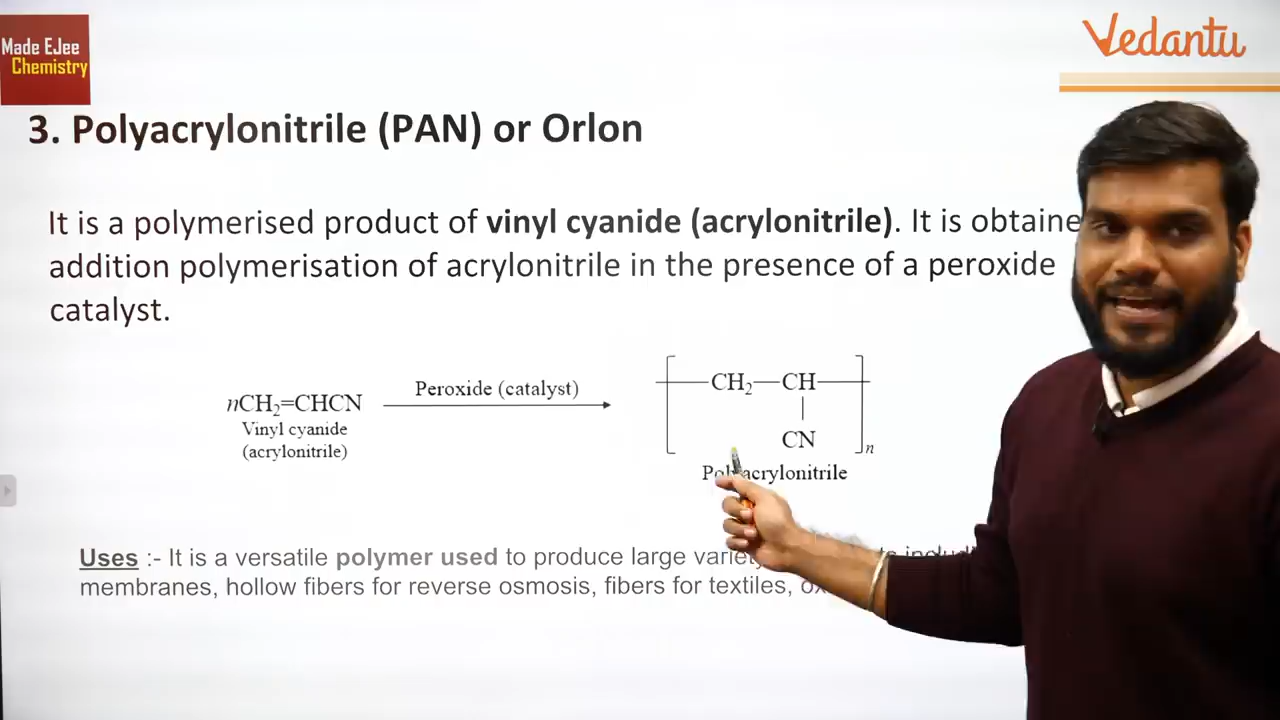 Made EJee
Chemistry
Vedantu
3. Polyacrylonitrile (PAN) or Orlon
It is a polymerised product of vinyl cyanide (acrylonitrile). It is
addition polymerisation of acrylonitrile in the presence of a peroxide
catalyst.
nCH₂=CHCN
Vinyl cyanide
(acrylonitrile)
Peroxide (catalyst)
CH₂—CH
CN
n
Polyacrylonitrile
Uses :- It is a versatile polymer used to produce large
membranes, hollow fibers for reverse osmosis, fibers for textiles,